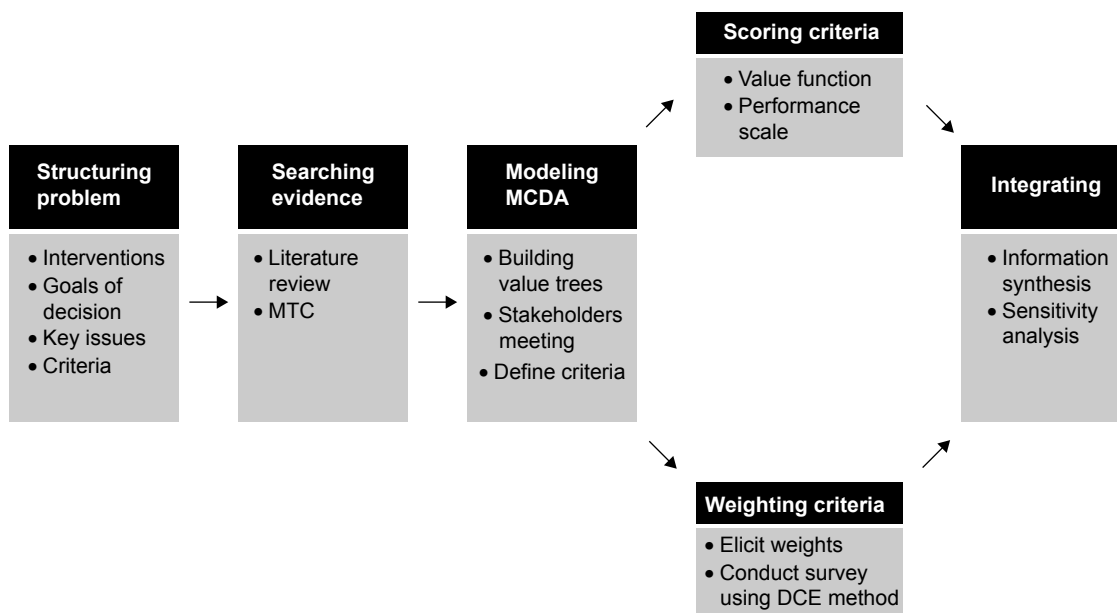 Structuring
problem
• Interventions
• Goals of
decision
• Key issues
• Criteria
Searching
evidence
• Literature
review
• MTC
Modeling
MCDA
• Building
value trees
• Stakeholders
meeting
• Define criteria
Scoring criteria
• Value function
• Performance
scale
Weighting criteria
• Elicit weights
• Conduct survey
using DCE method
Integrating
• Information
synthesis
• Sensitivity
analysis